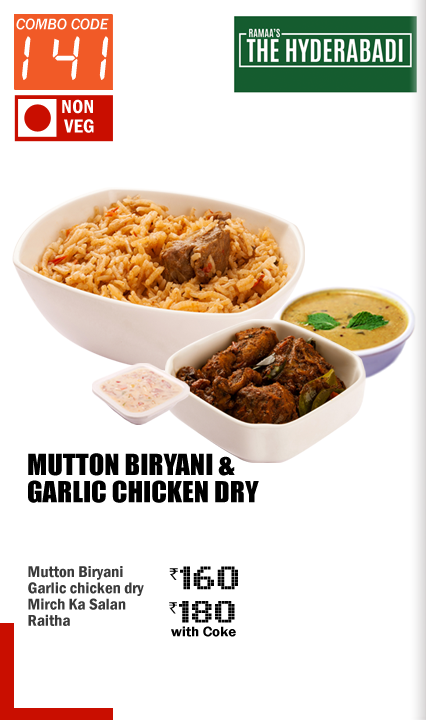 COMBO CODE
141
NON
VEG
RAMAA'S
THE HYDERABADI
MUTTON BIRYANI &
GARLIC CHICKEN DRY
Mutton Biryani
Garlic chicken dry
Mirch Ka Salan
Raitha
₹160
₹180
with Coke